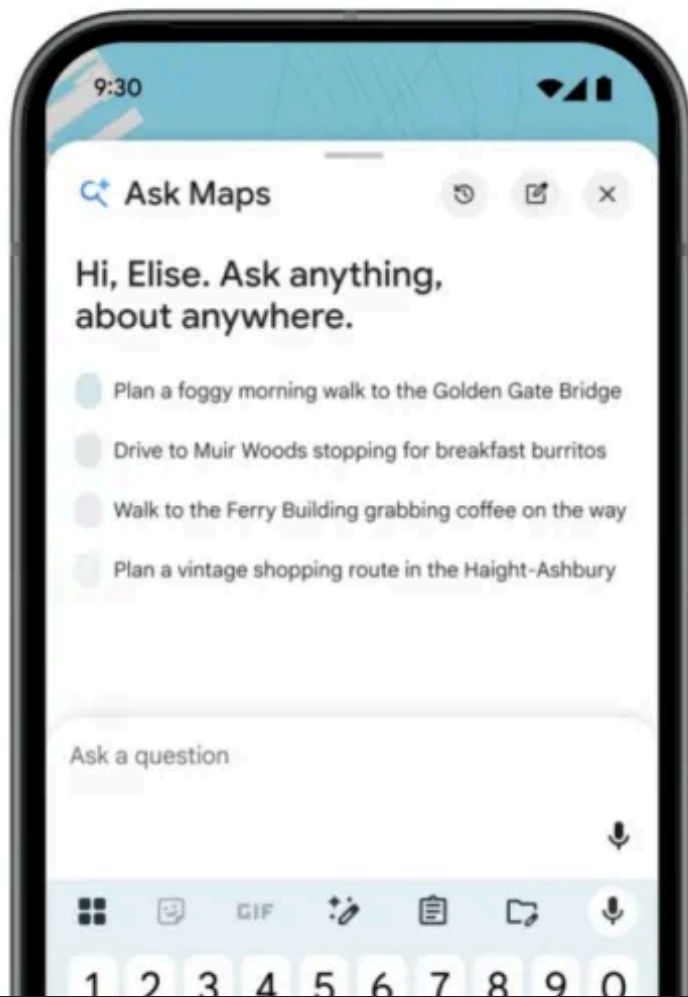 9:30
Ask Maps
Hi, Elise. Ask anything,
about anywhere.
Plan a foggy morning walk to the Golden Gate Bridge
Drive to Muir Woods stopping for breakfast burritos
Walk to the Ferry Building grabbing coffee on the way
Plan a vintage shopping route in the Haight-Ashbury
Ask a question
GIF
1 2 3 4 5 6 7 8 9 0